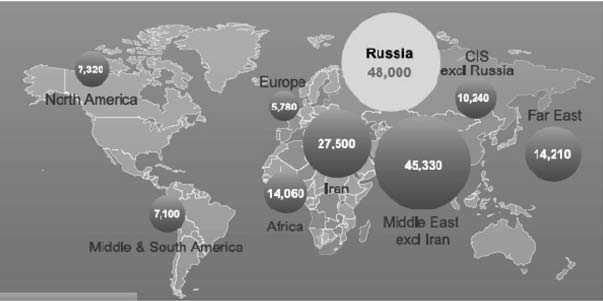 Russia
48,000
CIS
excl Russia
10,240
7,320
North America
Europa
5,780
Far East
14,210
27,500
Iran
45,330
Middle East
excl Iran
14,060
Africa
7,100
Middle & South America